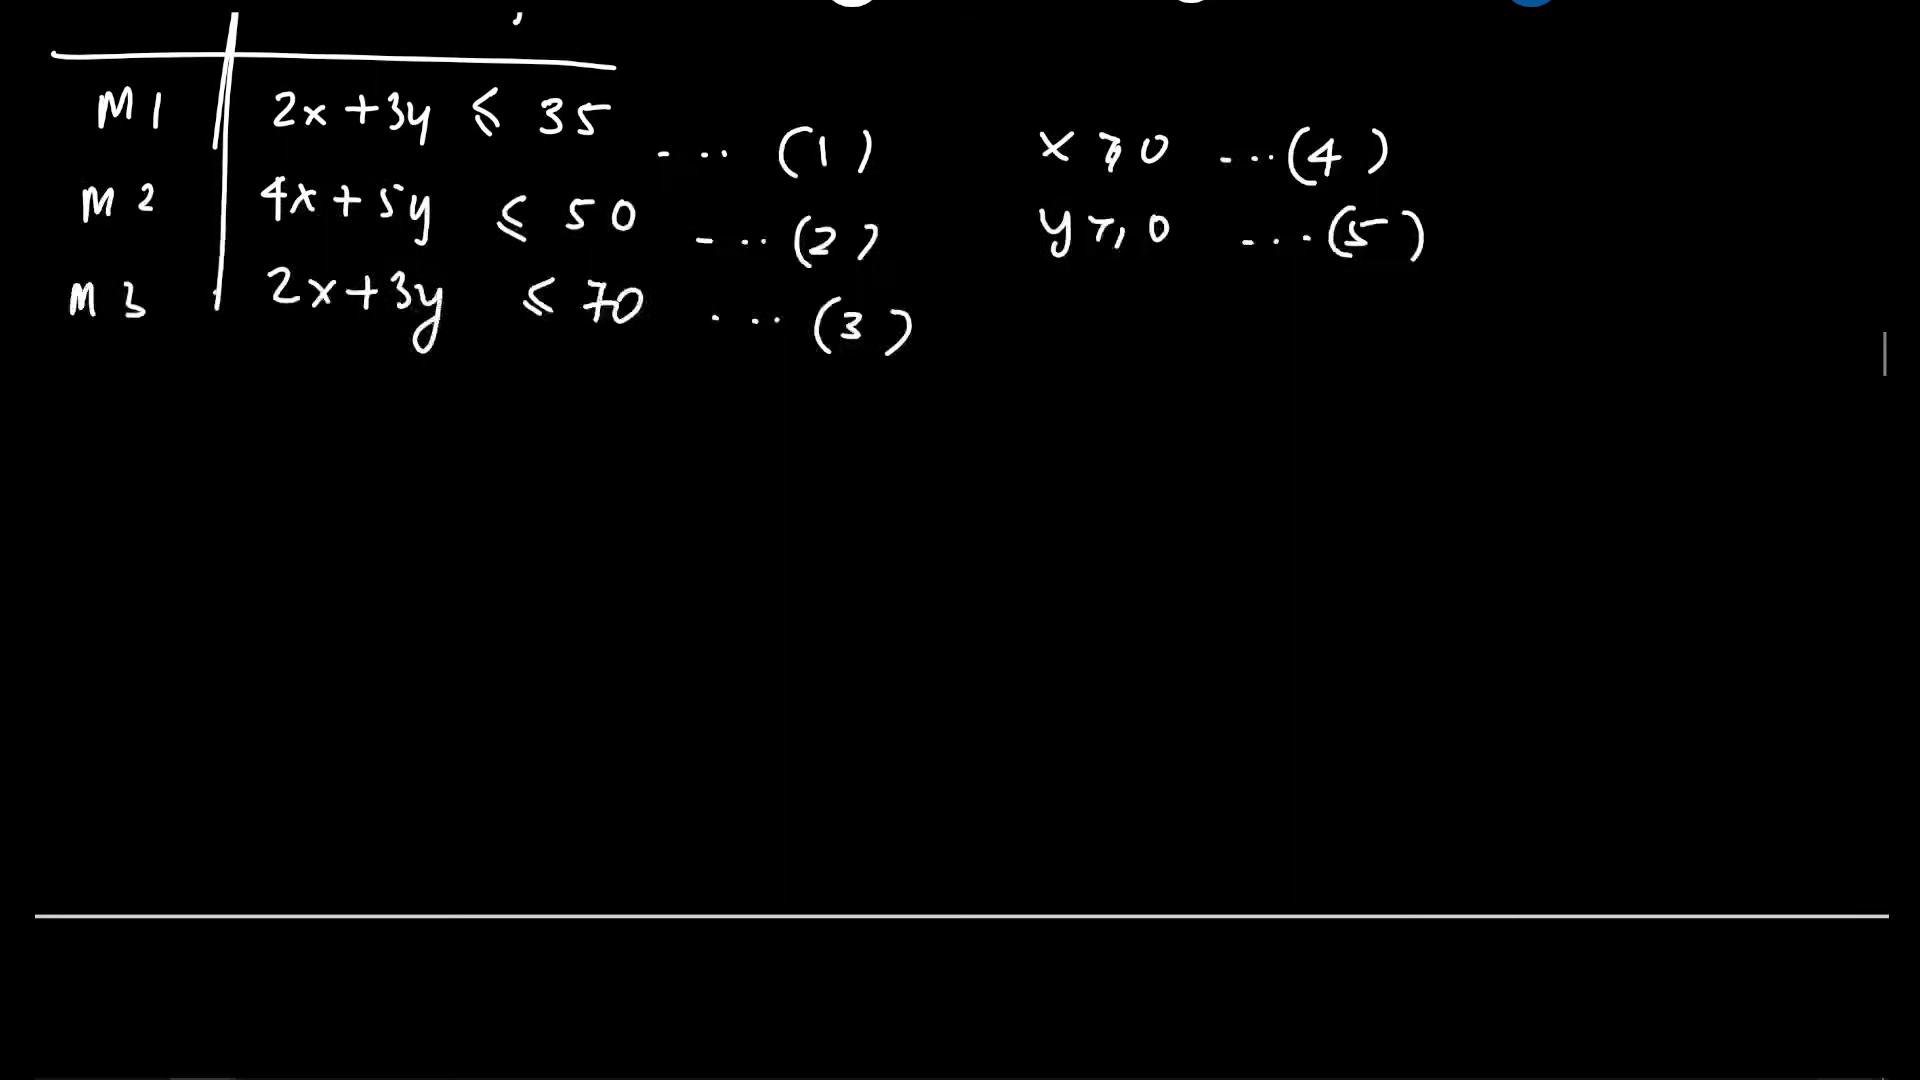 M1 2x+3y ≤ 35 ... (1) x ≥ 0 ... (4)
M2 4x+5y ≤ 50 ... (2) y ≥ 0 ... (5)
M3 2x+3y ≤ 70 ... (3)